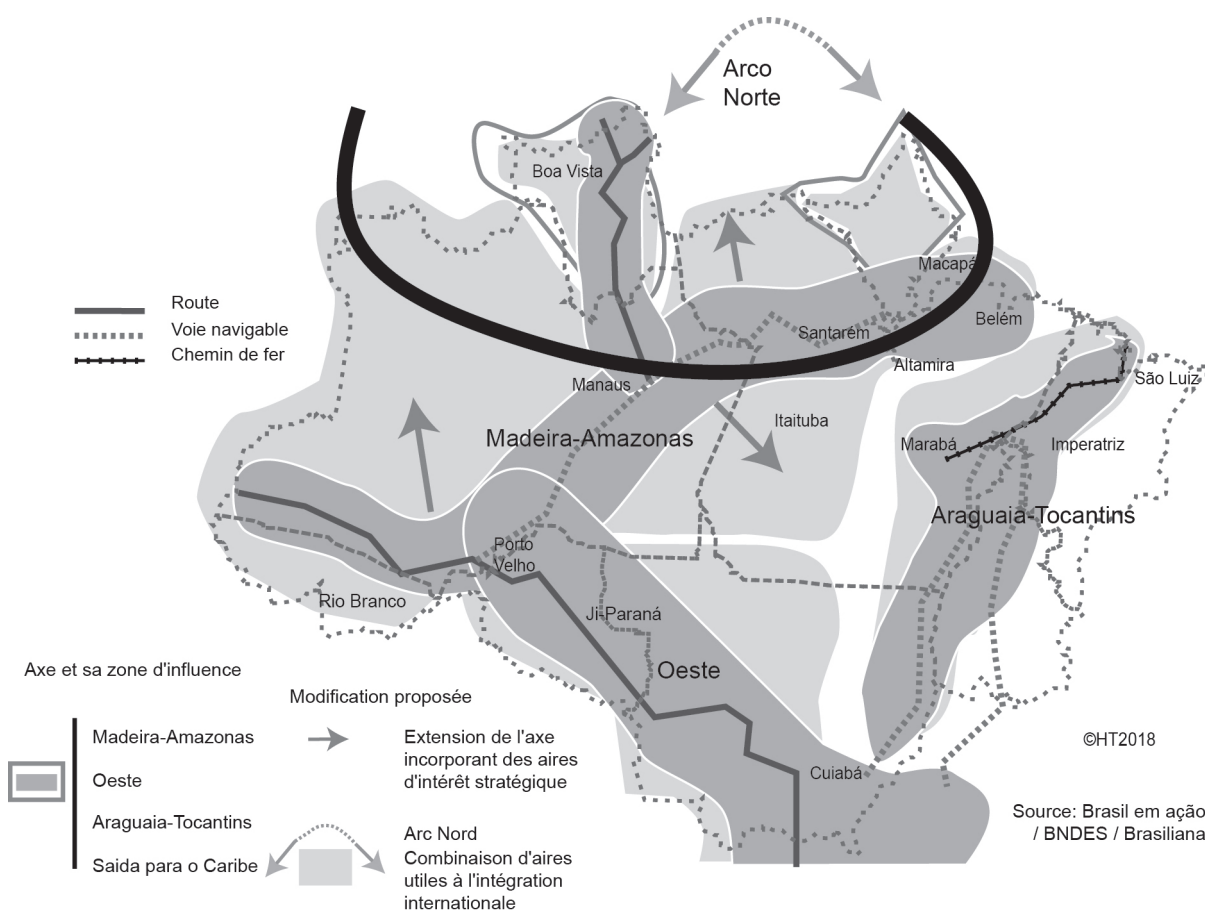 Arco
Norte
Boa Vista
Macapá
Route
Voie navigable
Chemin de fer
Santarém
Belém
Altamira
Manaus
São Luiz
Itaituba
Madeira-Amazonas
Marabá
Imperatriz
Araguaia-Tocantins
Porto
Velho
Rio Branco
Ji-Paraná
Oeste
Cuiabá
Axe et sa zone d'influence
Madeira-Amazonas
Oeste
Araguaia-Tocantins
Saida para o Caribe
Modification proposée
Extension de l'axe
incorporant des aires
d'intérêt stratégique
Arc Nord
Combinaison d'aires
utiles à l'intégration
internationale
©HT2018
Source: Brasil em ação
/ BNDES / Brasiliana